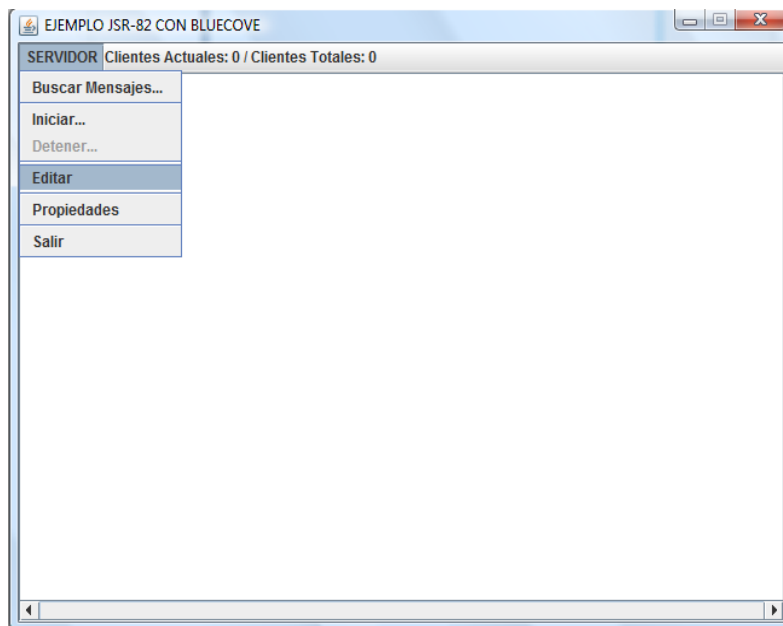 EJEMPLO JSR-82 CON BLUECOVE
SERVIDOR Clientes Actuales: 0 / Clientes Totales: 0
Buscar Mensajes...
Iniciar...
Detener...
Editar
Propiedades
Salir